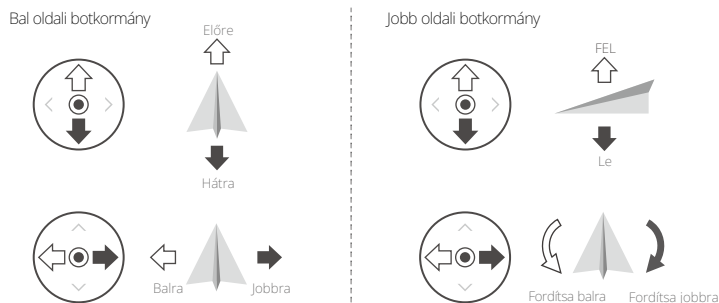 Bal oldali botkormány
Előre
Hátra
Balra
Jobbra
Jobb oldali botkormány
FEL
Le
Fordítsa balra
Fordítsa jobbra